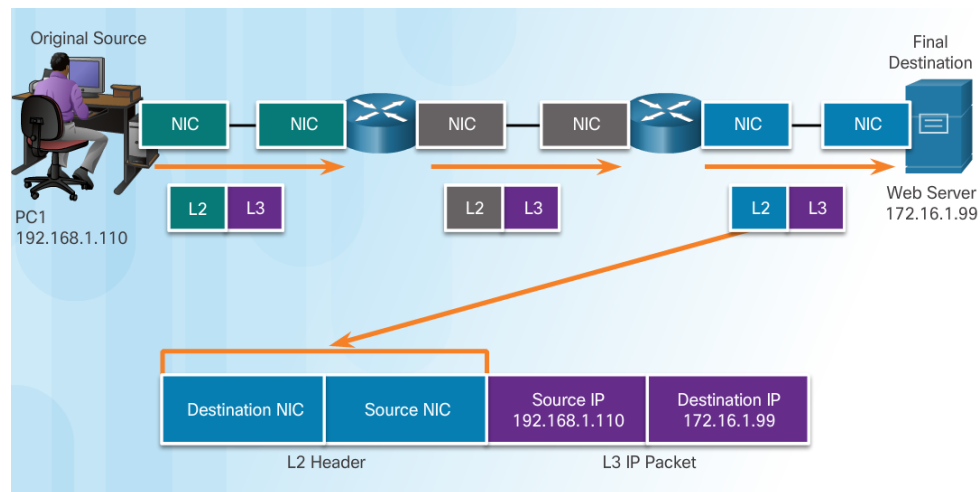 Original Source
Final
Destination
NIC
NIC
NIC
NIC
NIC
NIC
L2
L3
L2
L3
L2
L3
PC1
192.168.1.110
Web Server
172.16.1.99
Destination NIC
Source NIC
Source IP
192.168.1.110
Destination IP
172.16.1.99
L2 Header
L3 IP Packet